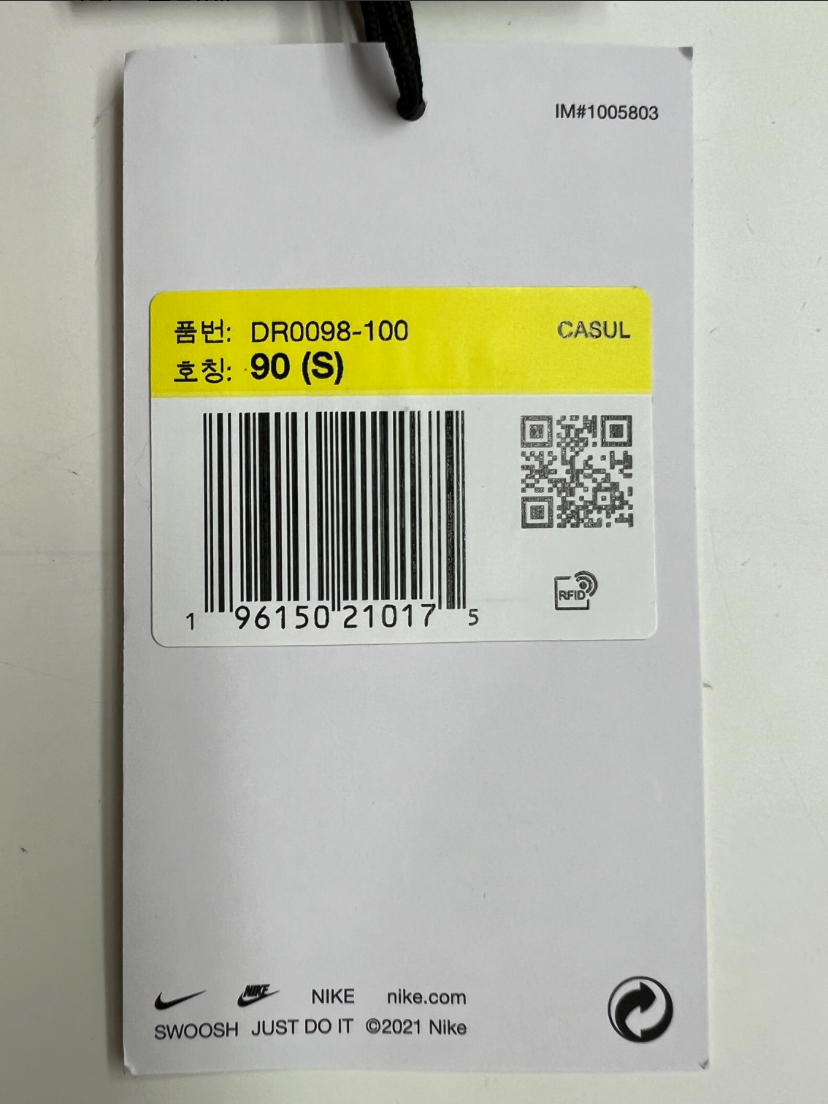 IM#1005803
품번: DR0098-100 CASUL
호칭: 90 (S)
1 96150 21017 5
RFID
NIKE NIKE nike.com
SWOOSH JUST DO IT ©2021 Nike